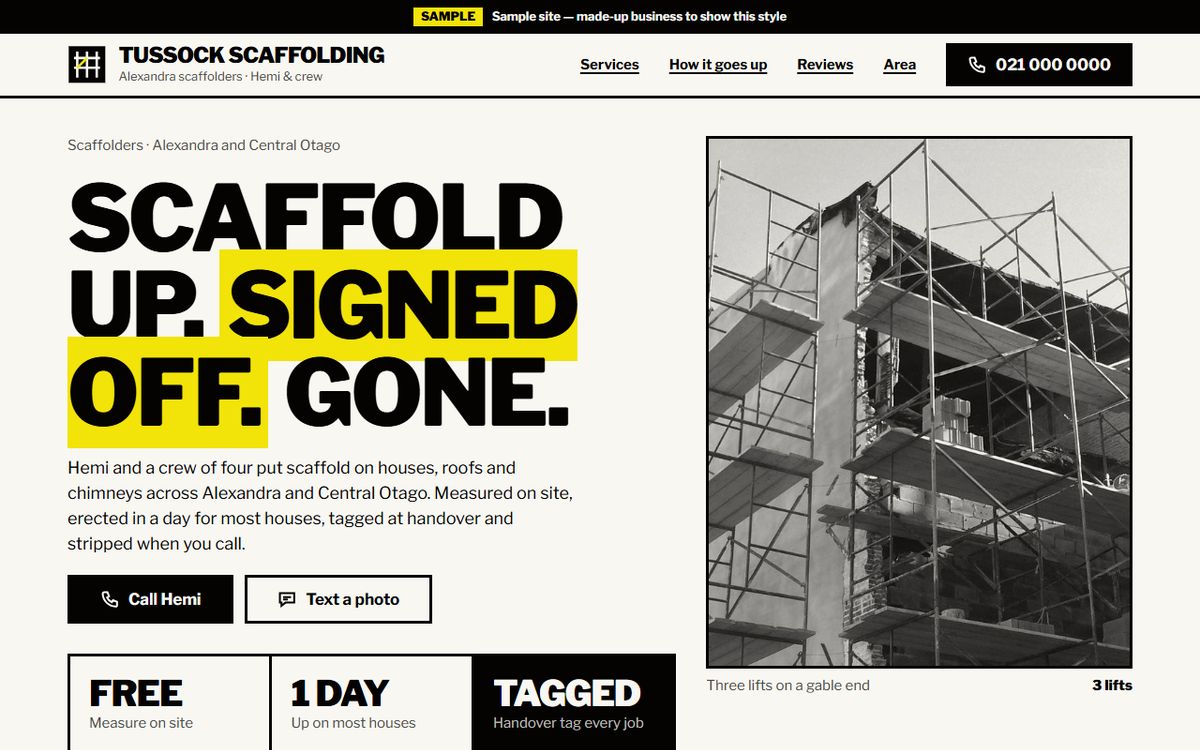 SAMPLE Sample site — made-up business to show this style
TUSSOCK SCAFFOLDING
Alexandra scaffolders · Hemi & crew
Services How it goes up Reviews Area 021 000 0000
Scaffolders · Alexandra and Central Otago
SCAFFOLD
UP. SIGNED
OFF. GONE.
Hemi and a crew of four put scaffold on houses, roofs and
chimneys across Alexandra and Central Otago. Measured on site,
erected in a day for most houses, tagged at handover and
stripped when you call.
Call Hemi Text a photo
FREE
Measure on site
1 DAY
Up on most houses
TAGGED
Handover tag every job
Three lifts on a gable end 3 lifts